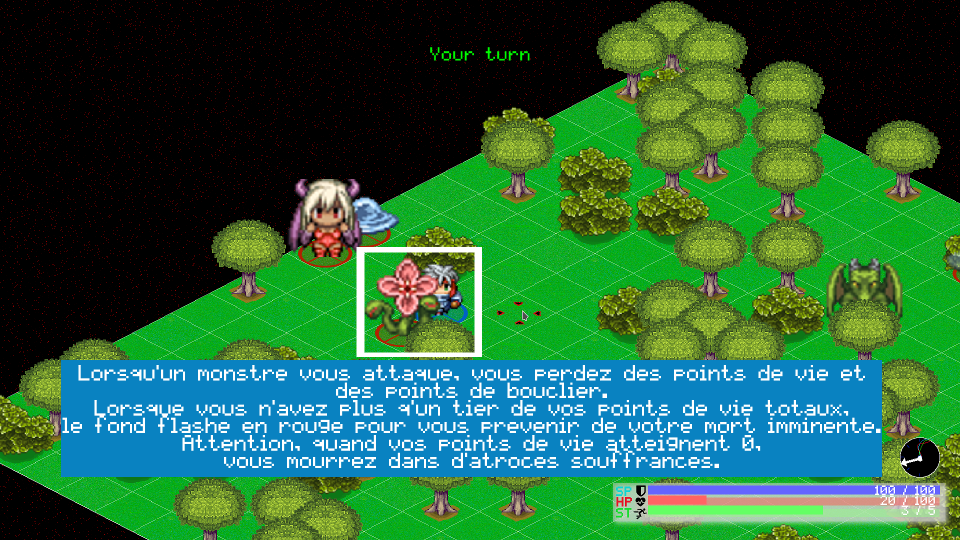 Your turn
Lorsqu'un monstre vous attaque, vous perdez des points de vie et
des points de bouclier.
Lorsque vous n'avez plus q'un tier de vos points de vie totaux,
le fond flashe en rouge pour vous prevenir de votre mort imminente.
Attention, quand vos points de vie atteignent 0,
vous mourrez dans d'atroces souffrances.
SP 100 / 100
HP 20 / 100
ST 3 / 5